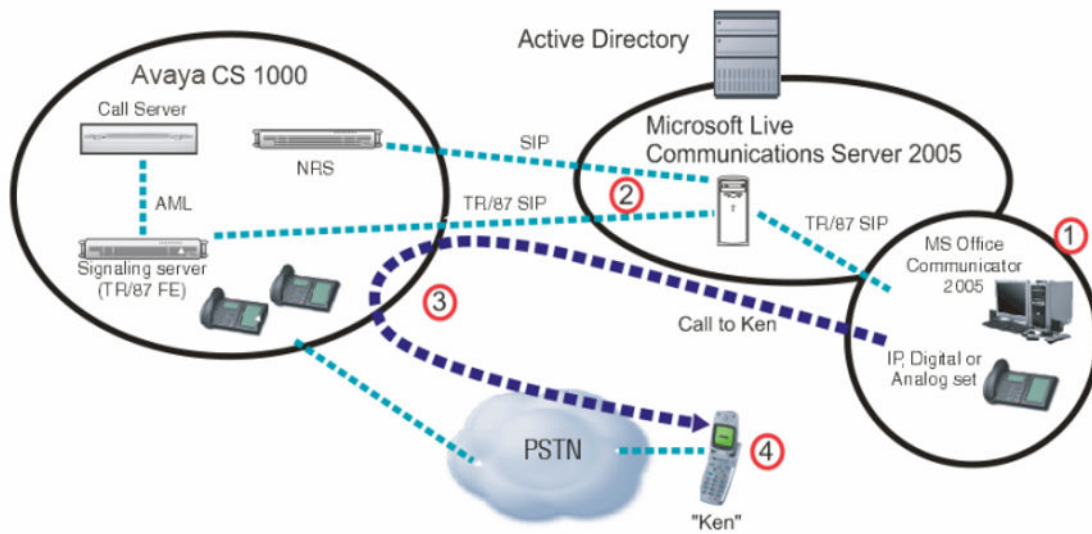 Active Directory
Avaya CS 1000
Call Server
NRS
AML
Signaling server
(TR/87 FE)
SIP
TR/87 SIP
2
Microsoft Live
Communications Server 2005
TR/87 SIP
1
MS Office
Communicator
2005
IP, Digital or
Analog set
3
Call to Ken
PSTN
4
"Ken"